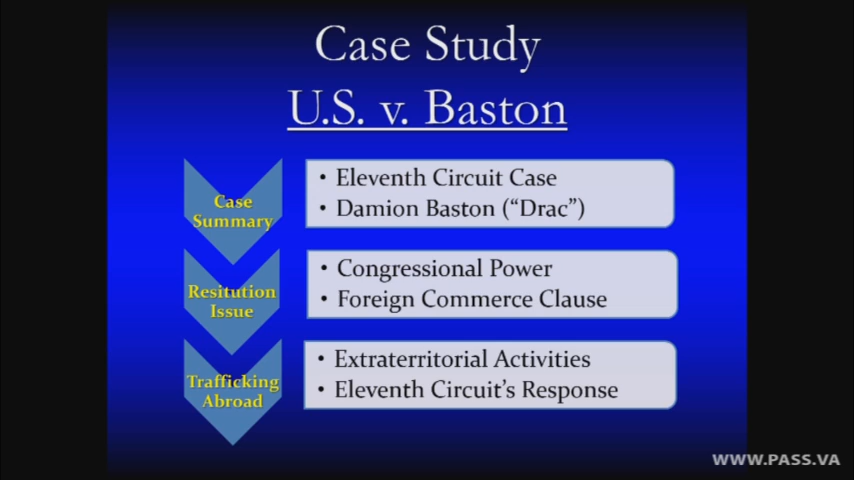 Case Study
U.S. v. Baston
Case
Summary
• Eleventh Circuit Case
• Damion Baston (“Drac”)
Resitution
Issue
• Congressional Power
• Foreign Commerce Clause
Trafficking
Abroad
• Extraterritorial Activities
• Eleventh Circuit’s Response
WWW.PASS.VA